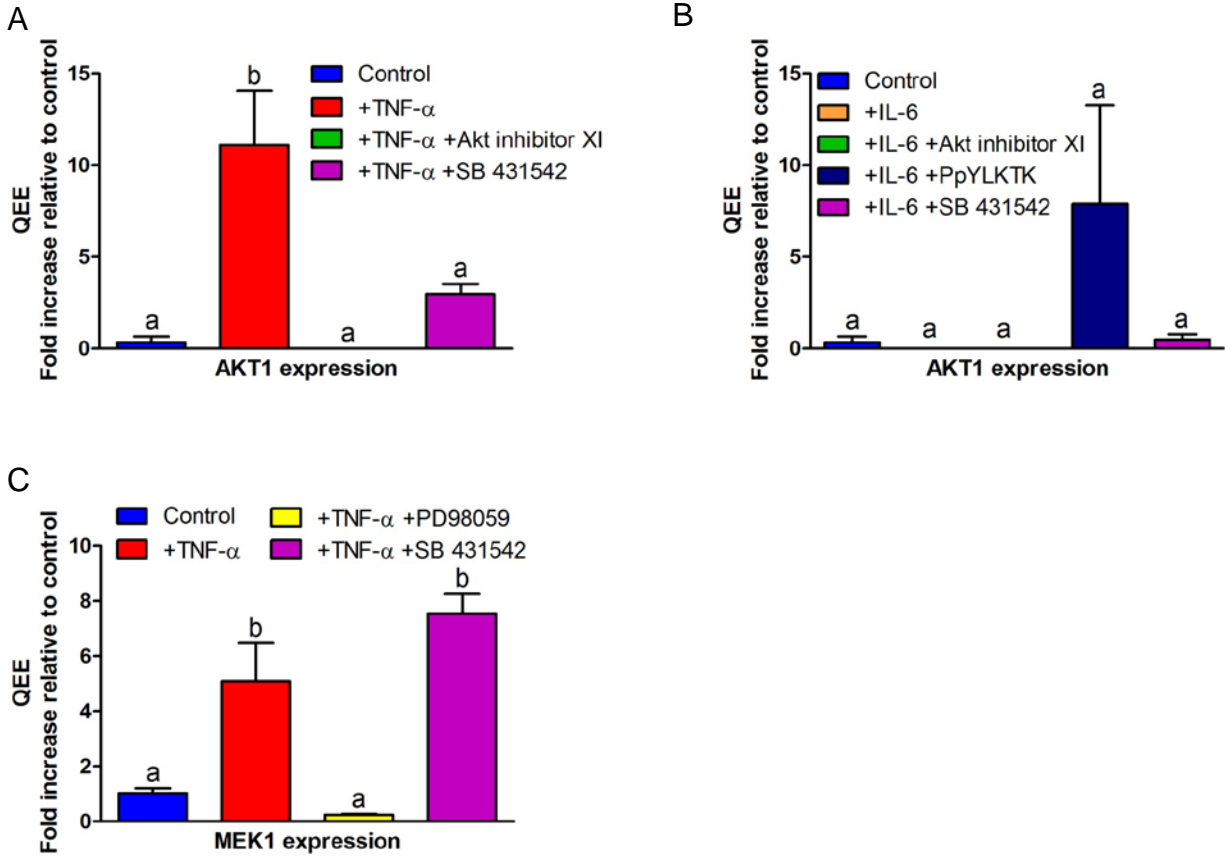 A
QEE
Fold increase relative to control
15
10
5
0
Control
+TNF-α
+TNF-α +Akt inhibitor XI
+TNF-α +SB 431542
a
b
a
a
AKT1 expression
B
QEE
Fold increase relative to control
15
10
5
0
Control
+IL-6
+IL-6 +Akt inhibitor XI
+IL-6 +PpYLKTK
+IL-6 +SB 431542
a
a
a
a
a
AKT1 expression
C
QEE
Fold increase relative to control
10
8
6
4
2
0
Control
+TNF-α
+TNF-α +PD98059
+TNF-α +SB 431542
a
b
a
b
MEK1 expression